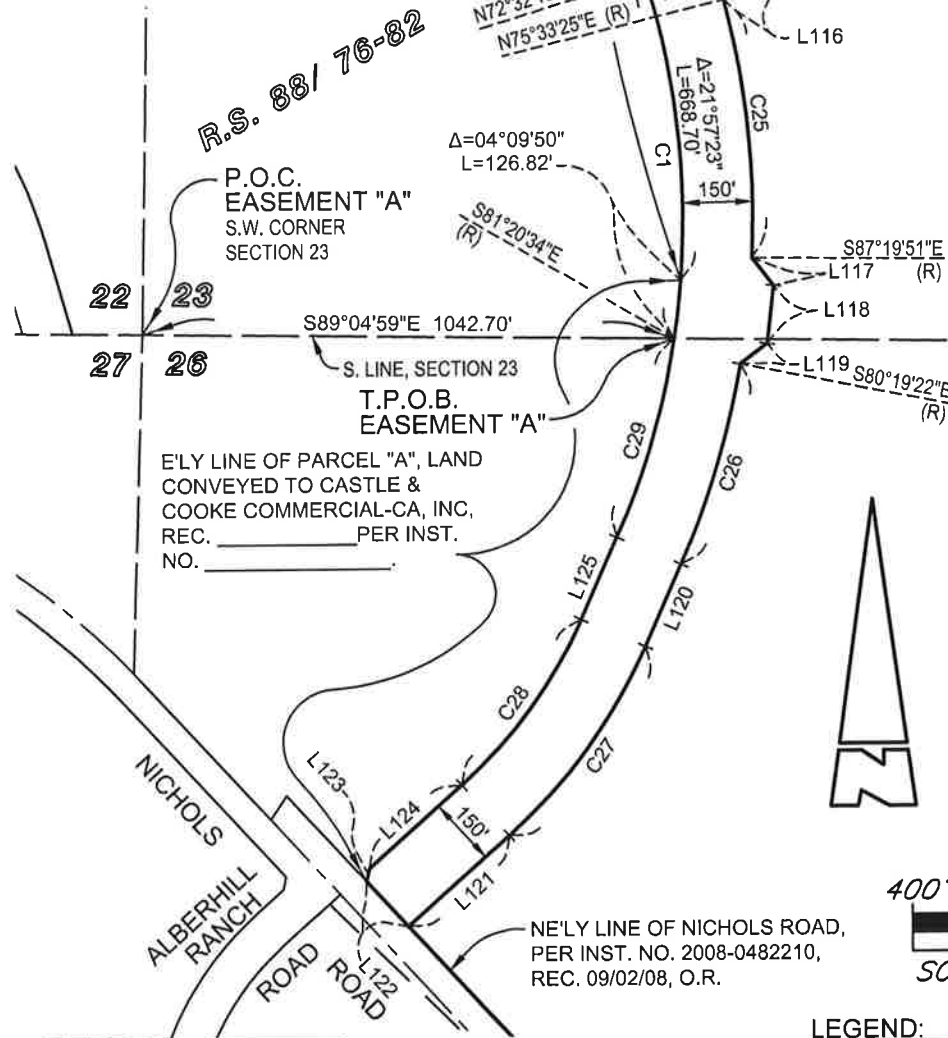 N75°33'25"E (R)
L116
R.S. 88/ 76-82
Δ=21°57'23"
L=668.70'
C25
Δ=04°09'50"
L=126.82'
C1
150'
P.O.C.
EASEMENT "A"
S.W. CORNER
SECTION 23
S81°20'34"E
(R)
S87°19'51"E
(R)
L117
22 23
L118
S89°04'59"E 1042.70'
27 26
S. LINE, SECTION 23
L119
S80°19'22"E
(R)
T.P.O.B.
EASEMENT "A"
C29
C26
E'LY LINE OF PARCEL "A", LAND
CONVEYED TO CASTLE &
COOKE COMMERCIAL-CA, INC,
REC. ____________ PER INST.
NO. ________________.
L125
L120
C28
C27
NICHOLS
L123
L124
150'
L121
N
ALBERHILL
RANCH
ROAD
ROAD
L122
NE'LY LINE OF NICHOLS ROAD,
PER INST. NO. 2008-0482210,
REC. 09/02/08, O.R.
400'
SC
LEGEND: